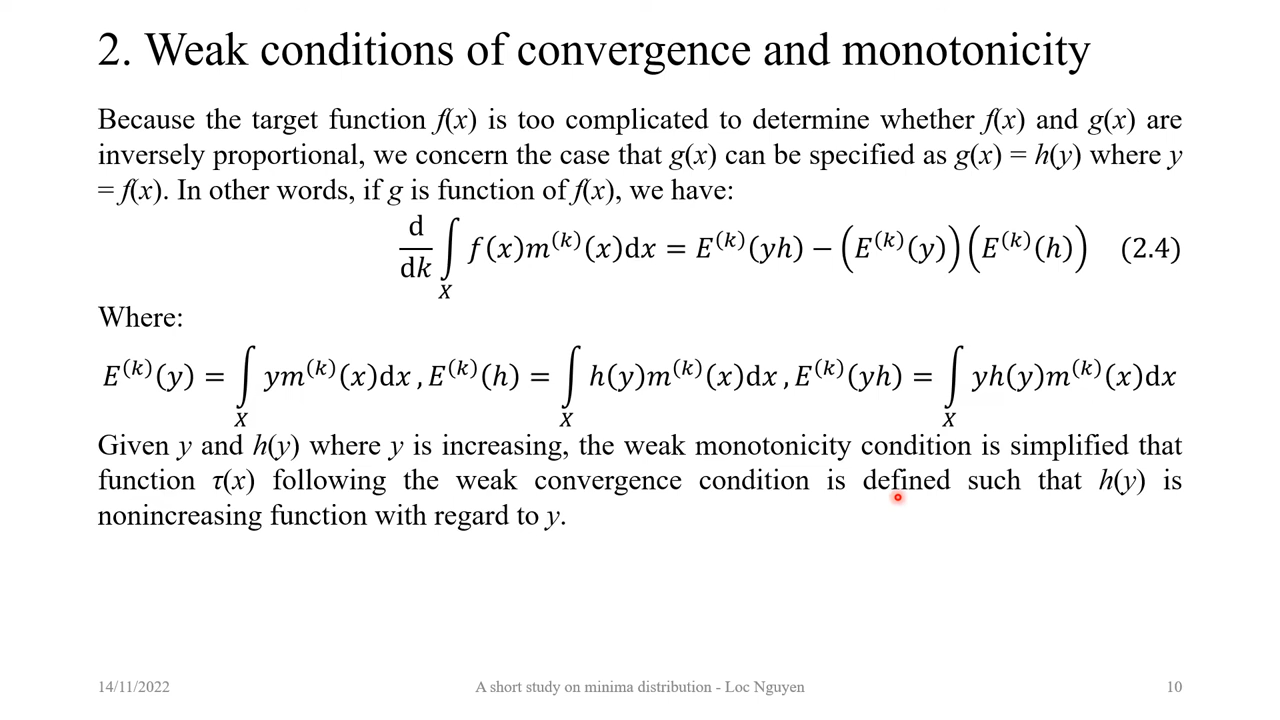 2. Weak conditions of convergence and monotonicity
Because the target function f(x) is too complicated to determine whether f(x) and g(x) are
inversely proportional, we concern the case that g(x) can be specified as g(x) = h(y) where y
= f(x). In other words, if g is function of f(x), we have:
d/dk ∫_X f(x)m^(k)(x)dx = E^(k)(yh) − (E^(k)(y))(E^(k)(h)) (2.4)
Where:
E^(k)(y) = ∫_X ym^(k)(x)dx , E^(k)(h) = ∫_X h(y)m^(k)(x)dx , E^(k)(yh) = ∫_X yh(y)m^(k)(x)dx
Given y and h(y) where y is increasing, the weak monotonicity condition is simplified that
function τ(x) following the weak convergence condition is defined such that h(y) is
nonincreasing function with regard to y.
14/11/2022 A short study on minima distribution - Loc Nguyen 10